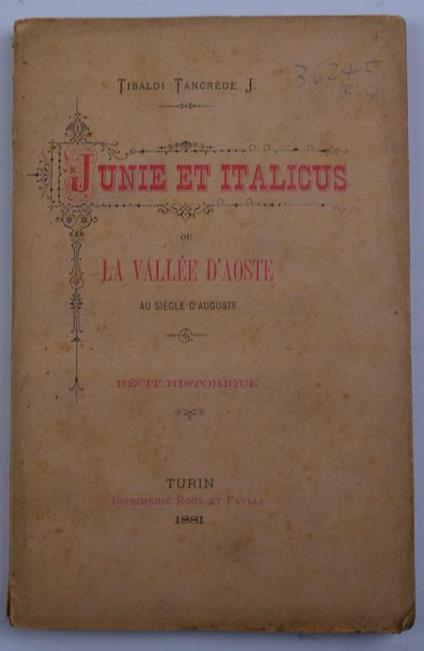 TIBALDI TANCRÈDE J.
36245
JUNIE ET ITALICUS
OU
LA VALLÉE D'AOSTE
AU SIÈCLE D'AUGUSTE
RÉCIT HISTORIQUE
TURIN
IMPRIMERIE ROUX ET FAVALE
1881